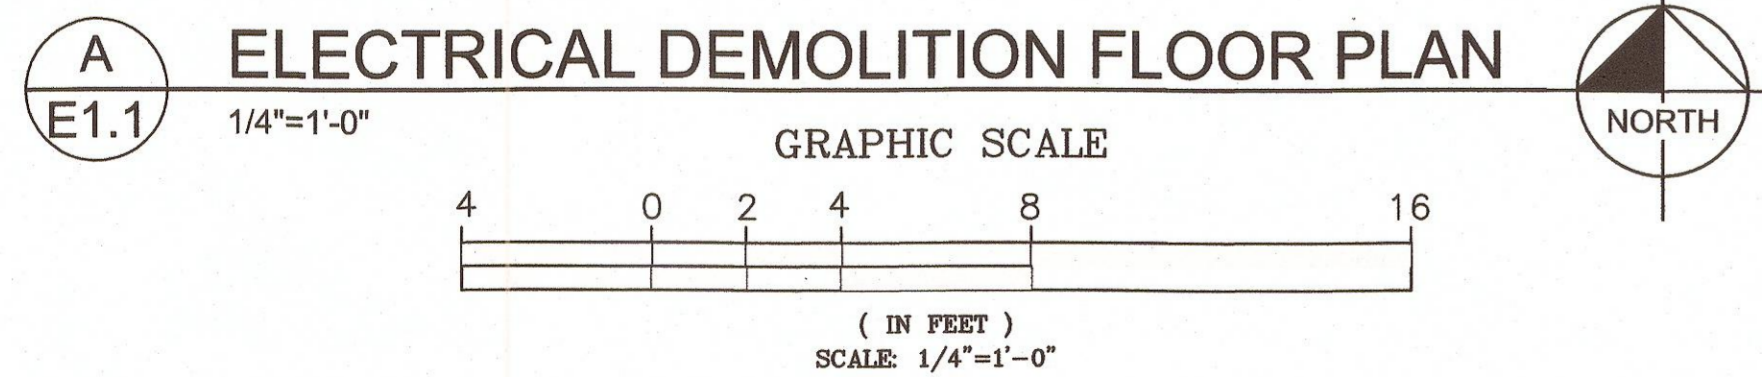 A
E1.1
ELECTRICAL DEMOLITION FLOOR PLAN
1/4"=1'-0"
NORTH
GRAPHIC SCALE
4 0 2 4 8 16
( IN FEET )
SCALE: 1/4"=1'-0"